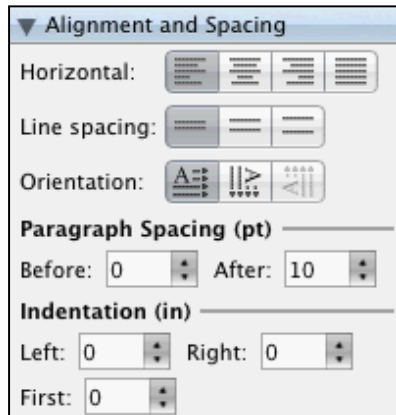 Alignment and Spacing
Horizontal:
Line spacing:
Orientation: A
Paragraph Spacing (pt)
Before: 0 After: 10
Indentation (in)
Left: 0 Right: 0
First: 0